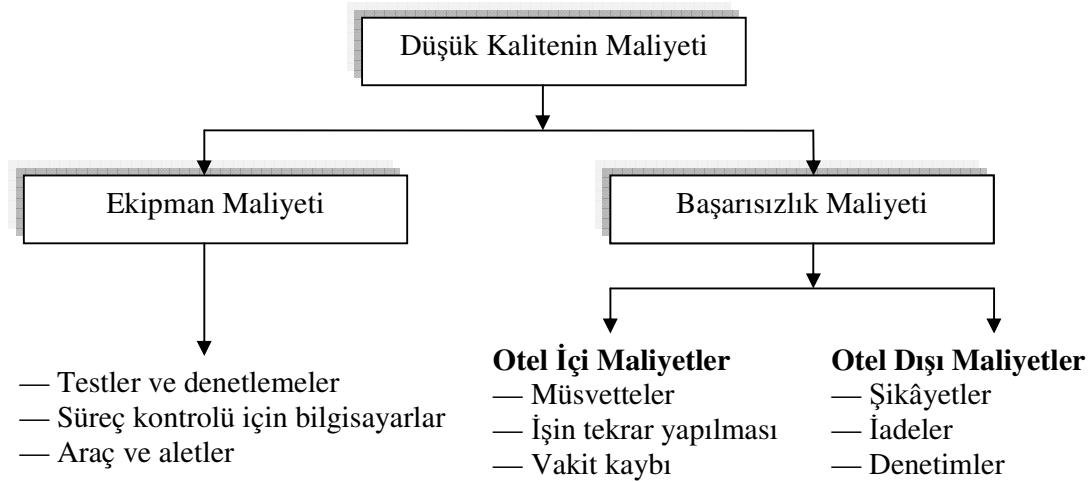 Düşük Kalitenin Maliyeti
Ekipman Maliyeti
Başarısızlık Maliyeti
— Testler ve denetlemeler
— Süreç kontrolü için bilgisayarlar
— Araç ve aletler
Otel İçi Maliyetler
— Müsvetteler
— İşin tekrar yapılması
— Vakit kaybı
Otel Dışı Maliyetler
— Şikâyetler
— İadeler
— Denetimler